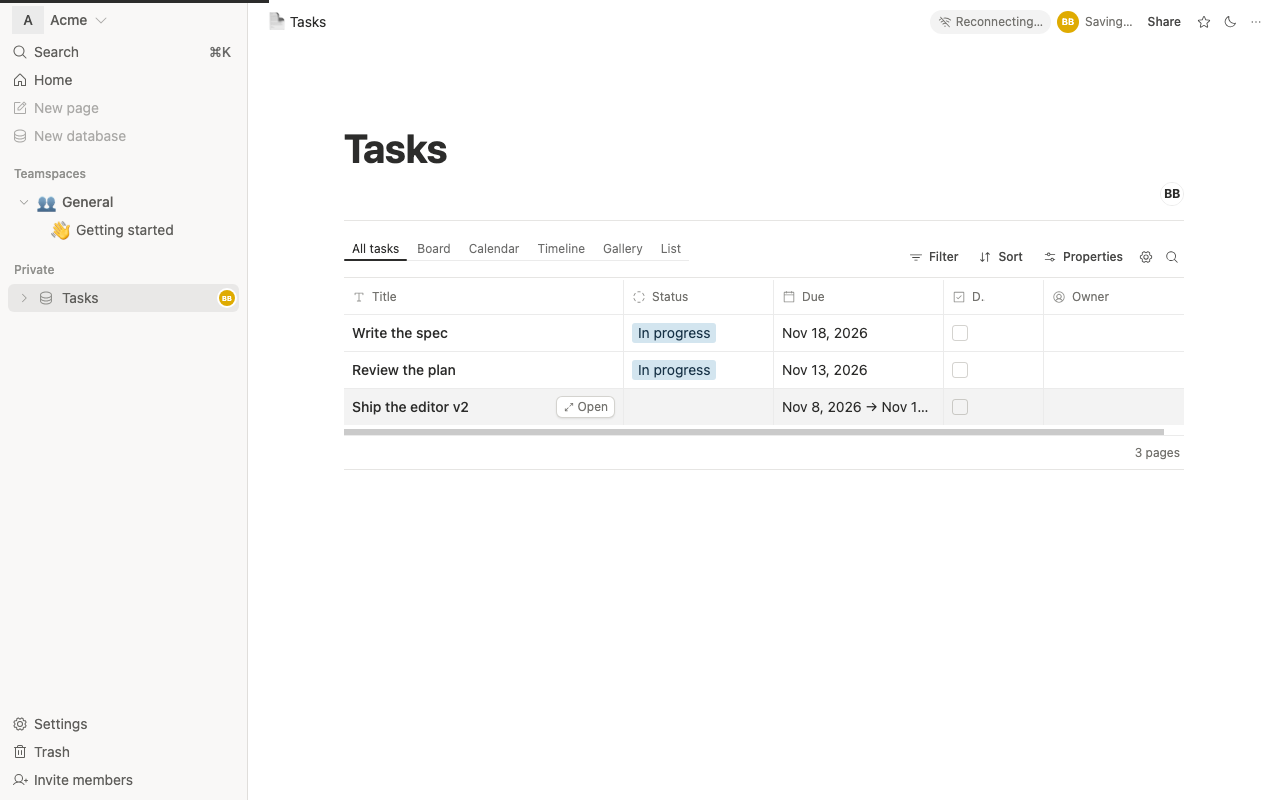 A Acme
Search ⌘K
Home
New page
New database
Teamspaces
General
Getting started
Private
Tasks BB
Settings
Trash
Invite members
Tasks
Reconnecting... BB Saving... Share
Tasks
BB
All tasks Board Calendar Timeline Gallery List
Filter Sort Properties
Title Status Due D. Owner
Write the spec In progress Nov 18, 2026
Review the plan In progress Nov 13, 2026
Ship the editor v2 Open Nov 8, 2026 → Nov 1...
3 pages